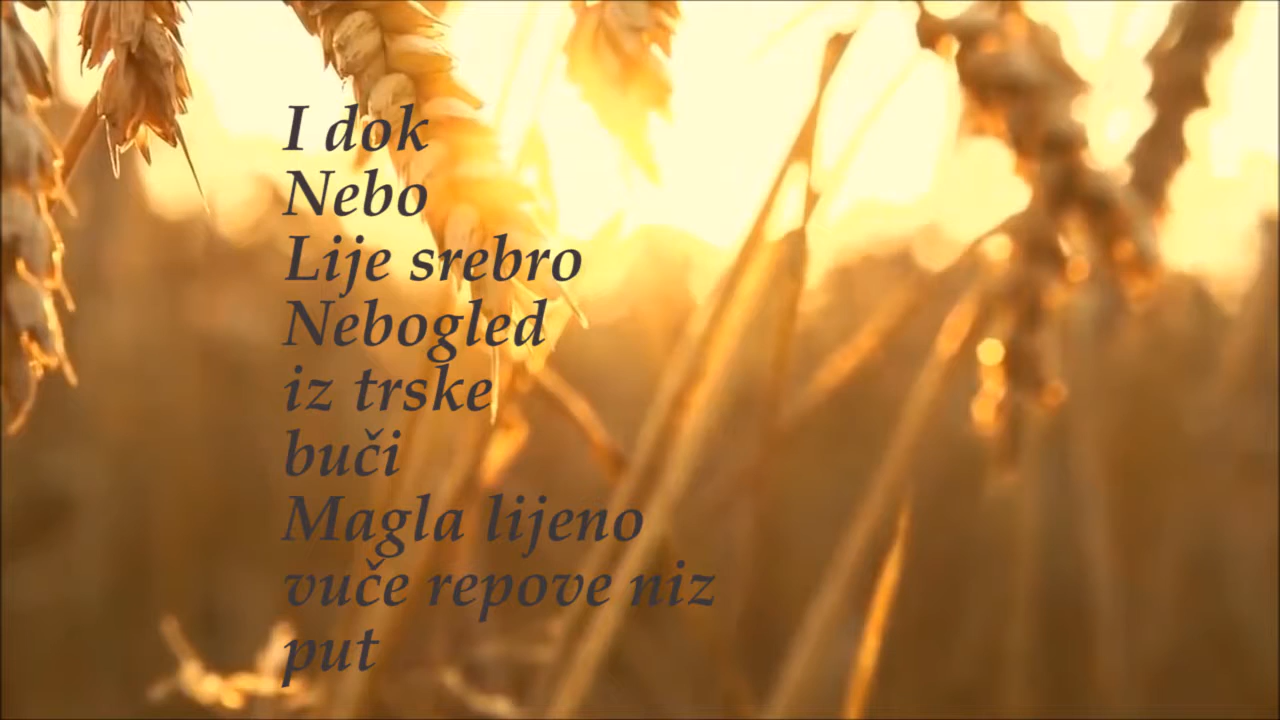 I dok
Nebo
Lije srebro
Nebogled
iz trske
buči
Magla lijeno
vuče repove niz
put